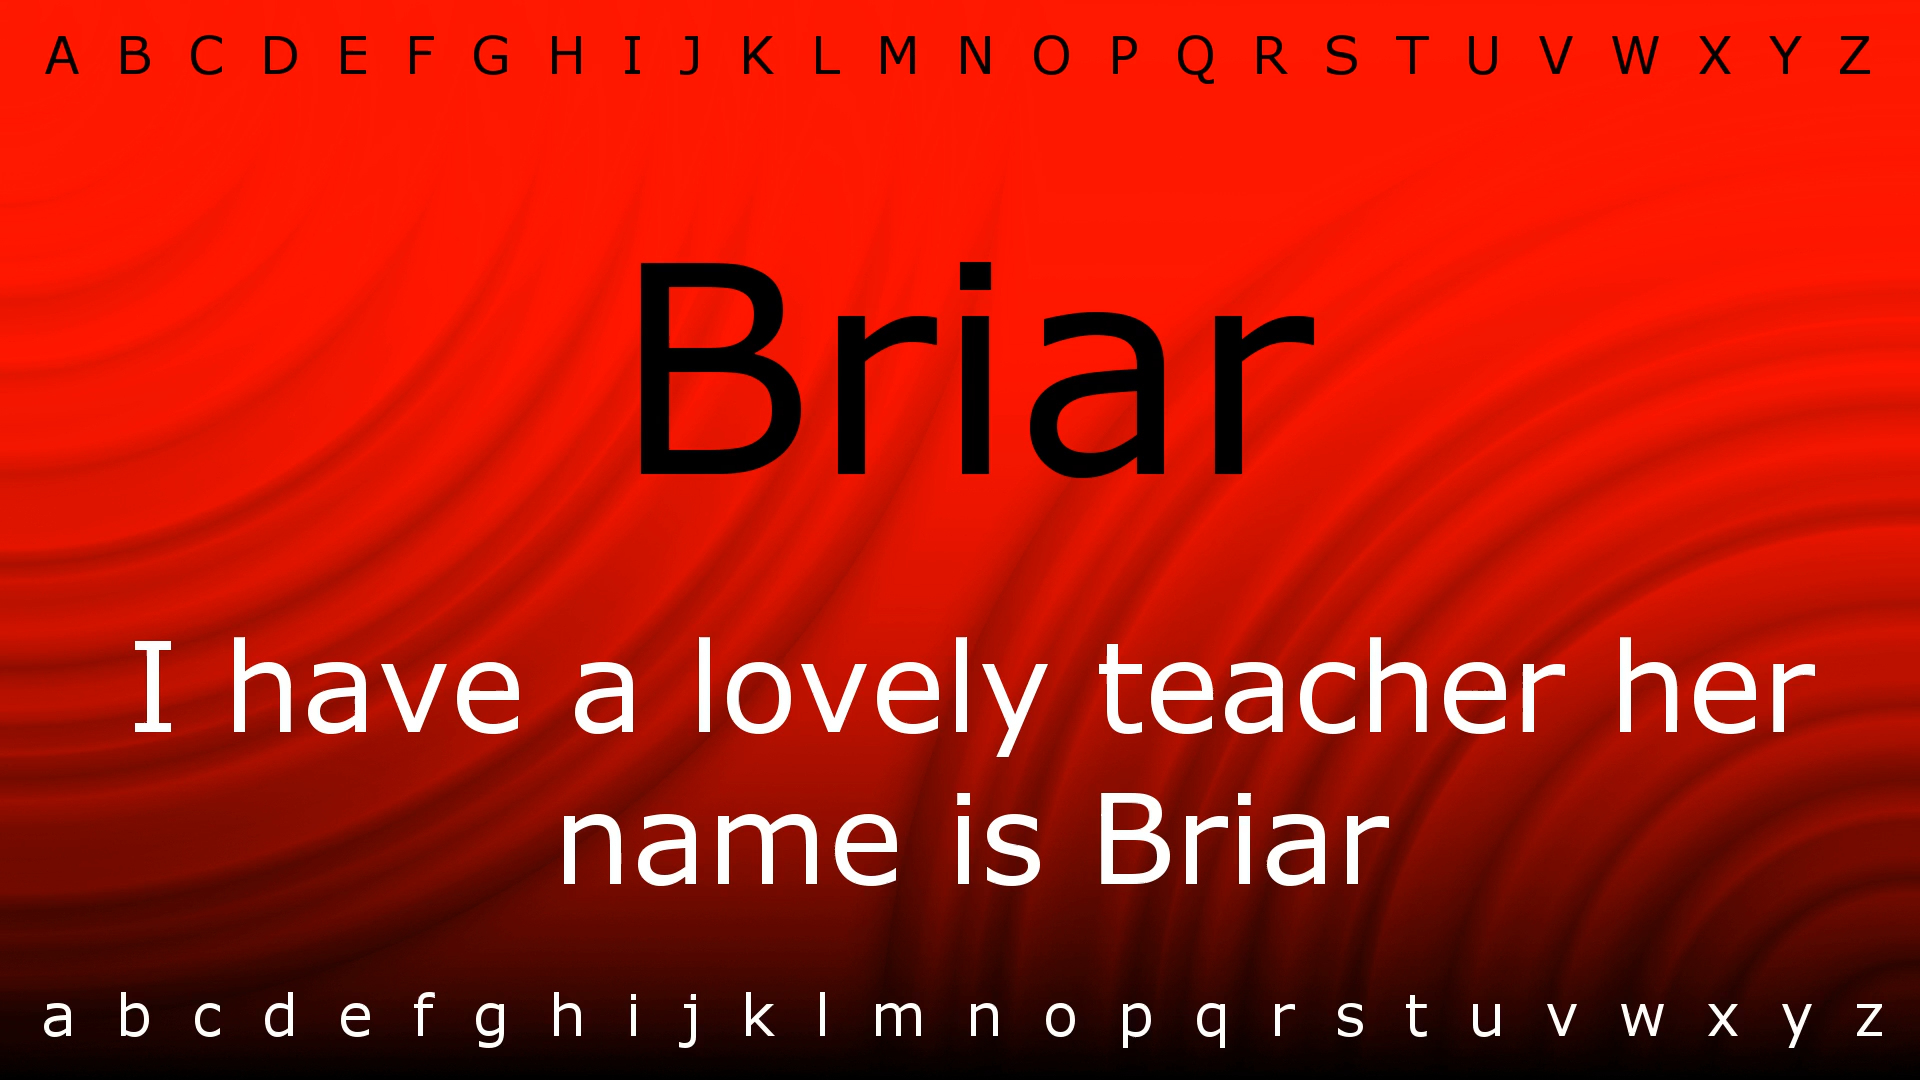 A B C D E F G H I J K L M N O P Q R S T U V W X Y Z
Briar
I have a lovely teacher her
name is Briar
a b c d e f g h i j k l m n o p q r s t u v w x y z